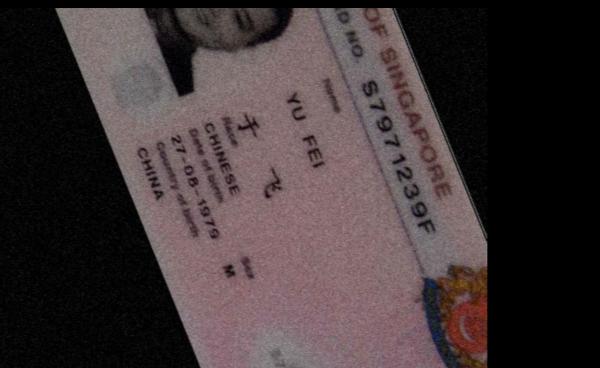 OF SINGAPORE
D NO. S7971239F
Name
YU FEI
于 飞
Race
CHINESE
Date of birth
Sex
27-08-1979
M
Country of birth
CHINA